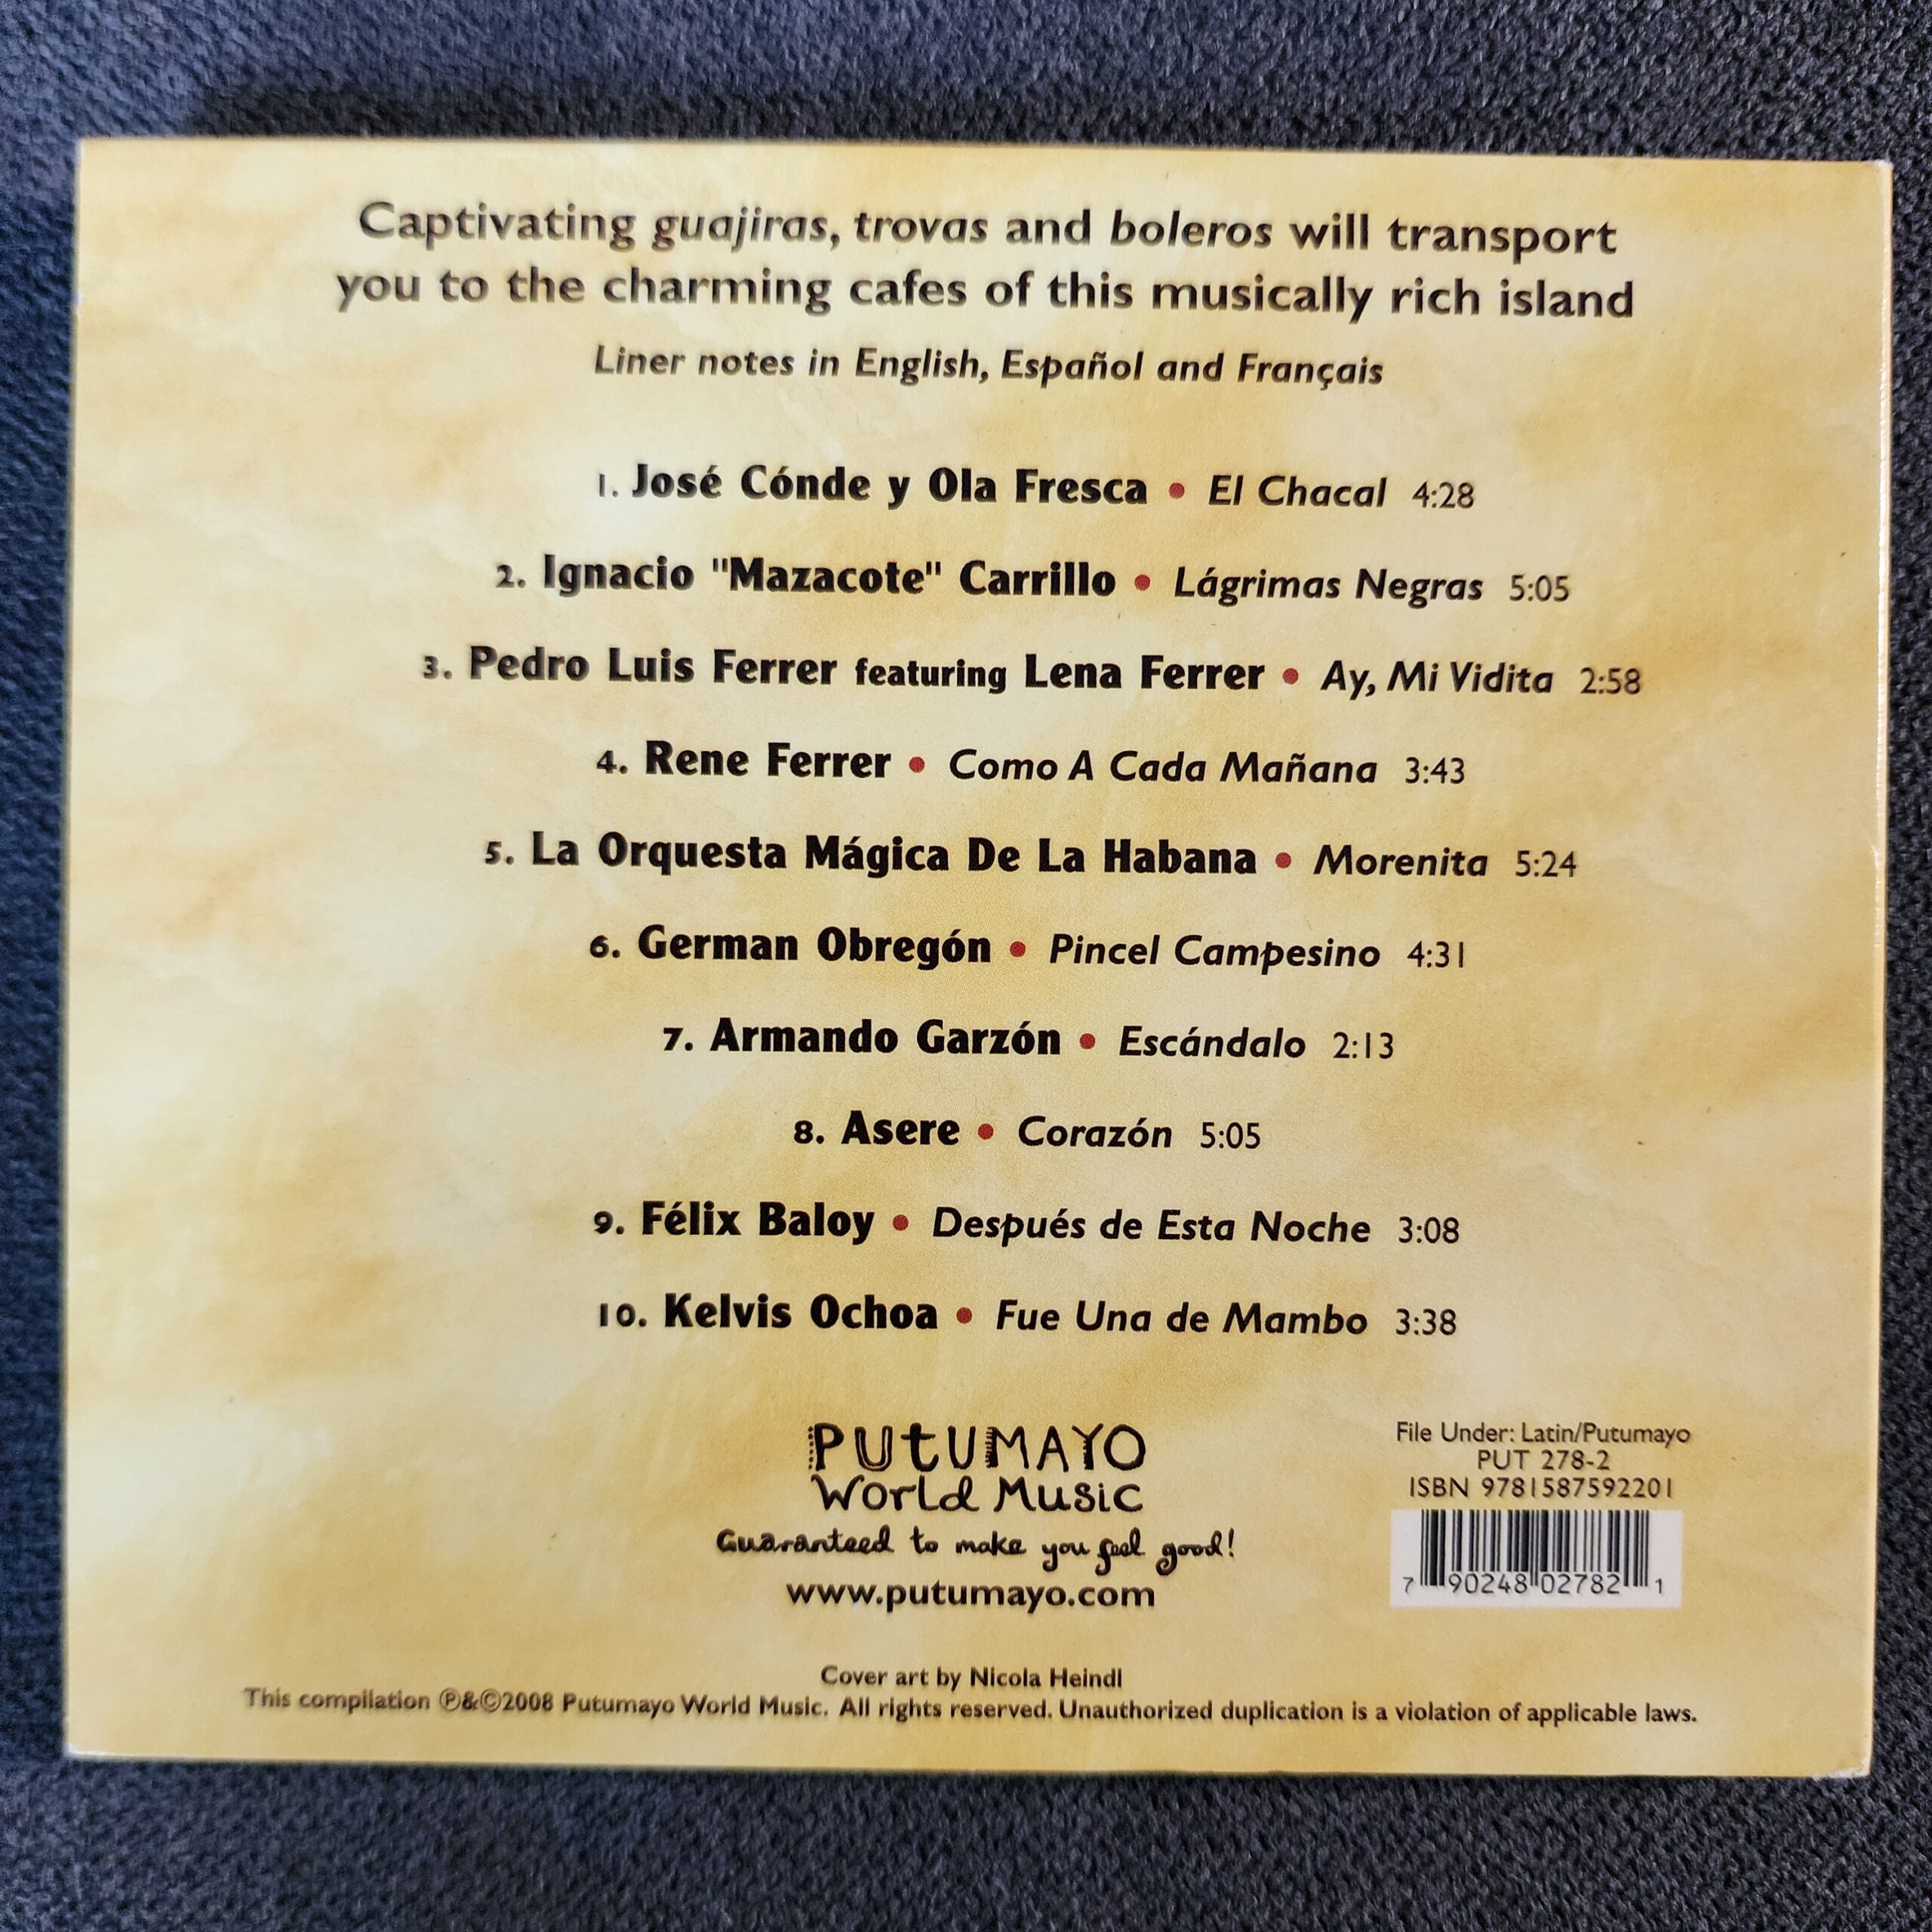 Captivating guajiras, trovas and boleros will transport
you to the charming cafes of this musically rich island
Liner notes in English, Español and Français
1. José Cónde y Ola Fresca • El Chacal 4:28
2. Ignacio "Mazacote" Carrillo • Lágrimas Negras 5:05
3. Pedro Luis Ferrer featuring Lena Ferrer • Ay, Mi Vidita 2:58
4. Rene Ferrer • Como A Cada Mañana 3:43
5. La Orquesta Mágica De La Habana • Morenita 5:24
6. German Obregón • Pincel Campesino 4:31
7. Armando Garzón • Escándalo 2:13
8. Asere • Corazón 5:05
9. Félix Baloy • Después de Esta Noche 3:08
10. Kelvis Ochoa • Fue Una de Mambo 3:38
PUTUMAYO
World Music
Guaranteed to make you feel good!
www.putumayo.com
File Under: Latin/Putumayo
PUT 278-2
ISBN 9781587592201
7 90248 02782 1
Cover art by Nicola Heindl
This compilation ℗&©2008 Putumayo World Music. All rights reserved. Unauthorized duplication is a violation of applicable laws.